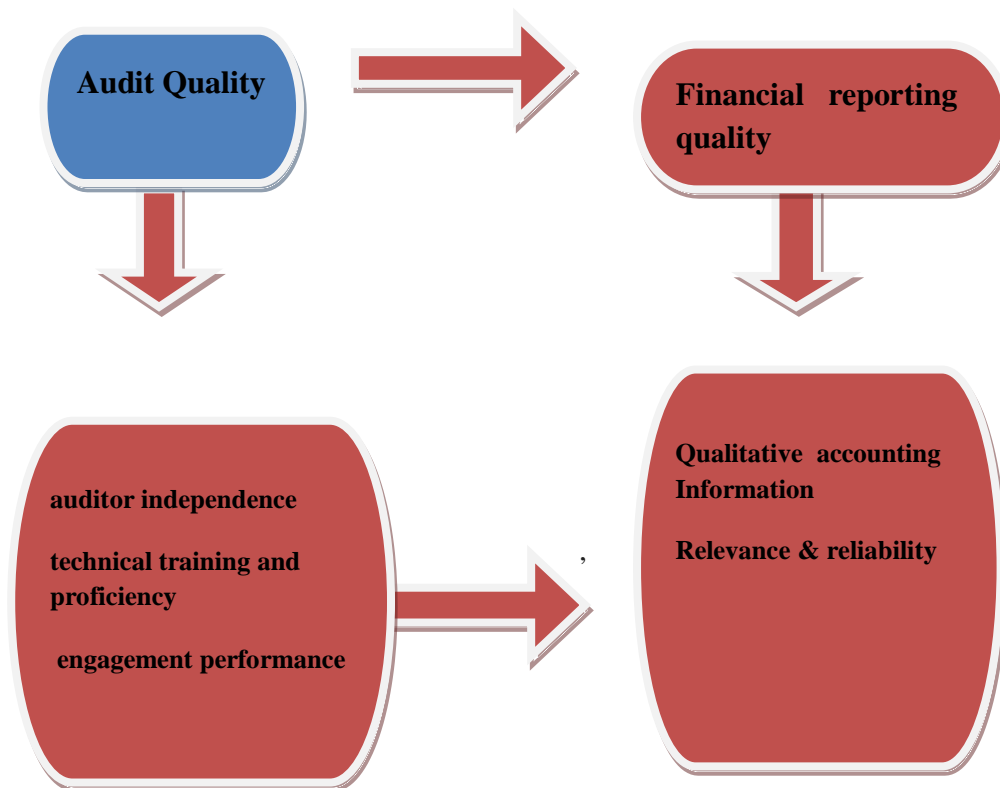 Audit Quality
Financial reporting
quality
auditor independence
technical training and
proficiency
engagement performance
,
Qualitative accounting
Information
Relevance & reliability